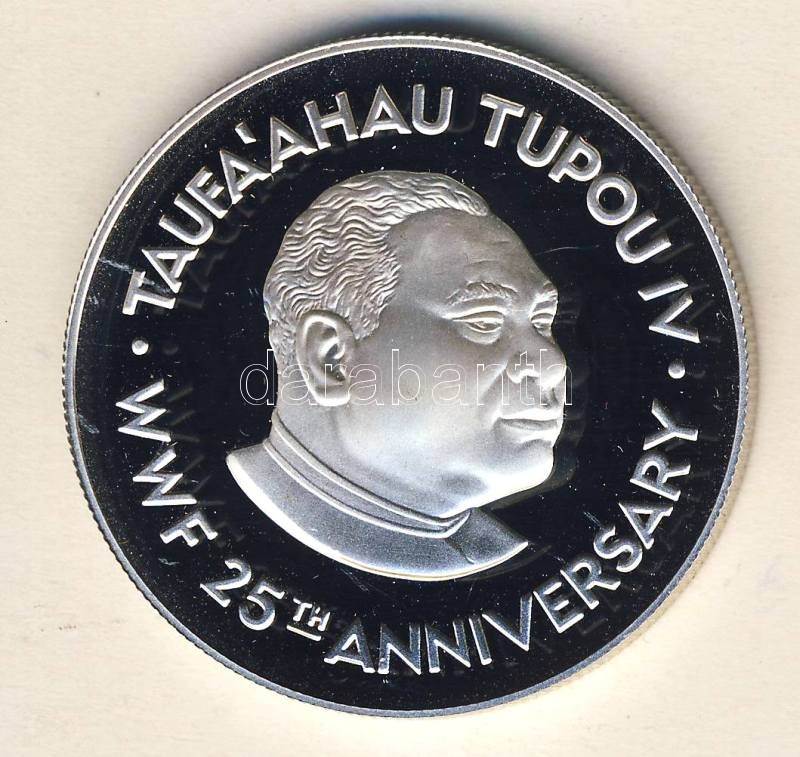 TAUFA'AHAU TUPOU IV
WWF 25TH ANNIVERSARY
darabanth